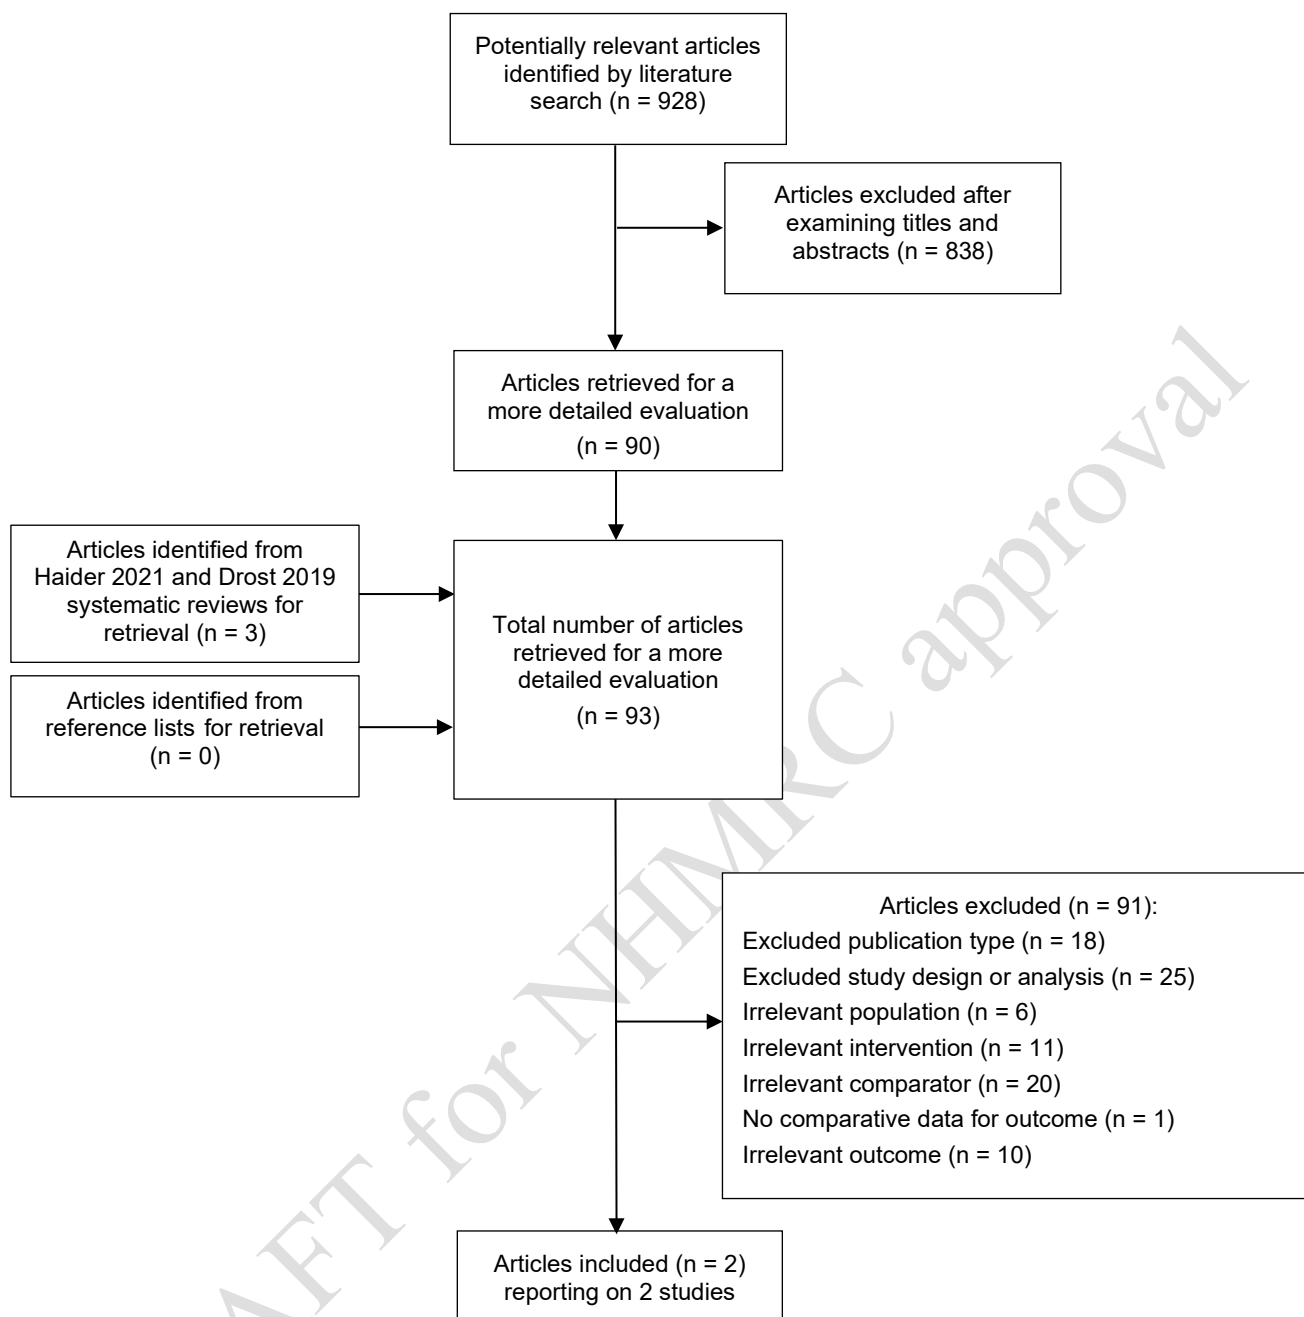 Potentially relevant articles
identified by literature
search (n = 928)
Articles excluded after
examining titles and
abstracts (n = 838)
Articles retrieved for a
more detailed evaluation
(n = 90)
Articles identified from
Haider 2021 and Drost 2019
systematic reviews for
retrieval (n = 3)
Total number of articles
retrieved for a more
detailed evaluation
(n = 93)
Articles identified from
reference lists for retrieval
(n = 0)
Articles excluded (n = 91):
Excluded publication type (n = 18)
Excluded study design or analysis (n = 25)
Irrelevant population (n = 6)
Irrelevant intervention (n = 11)
Irrelevant comparator (n = 20)
No comparative data for outcome (n = 1)
Irrelevant outcome (n = 10)
Articles included (n = 2)
reporting on 2 studies
AFT for NHMRC approval